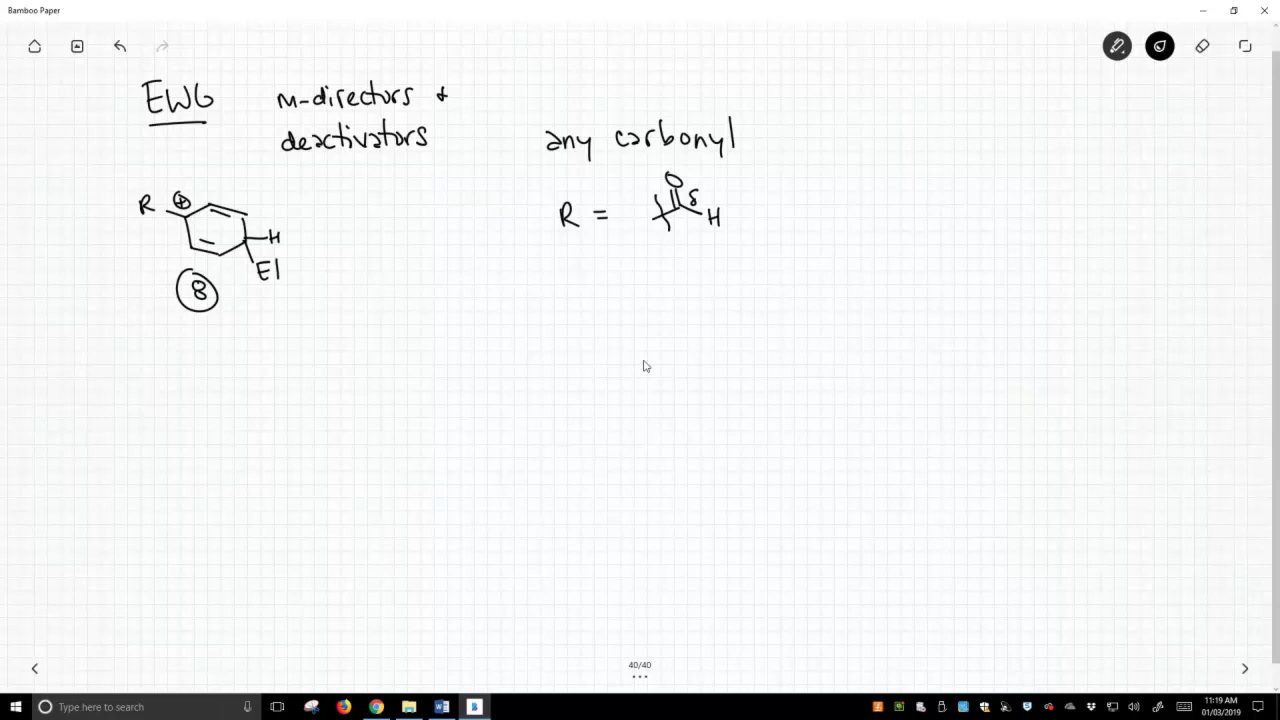 Bamboo Paper
EWG m-directors +
deactivators
any carbonyl
R ⊕
H
El
8
R =
O
δ
H
40/40
Type here to search
11:19 AM
01/03/2019